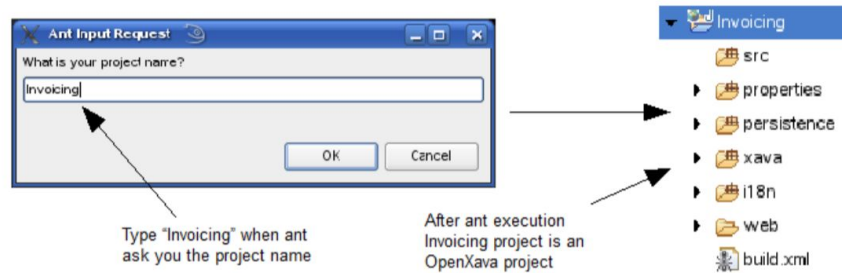 Ant Input Request
What is your project name?
Invoicing
OK
Cancel
Type “Invoicing” when ant
ask you the project name
After ant execution
Invoicing project is an
OpenXava project
Invoicing
src
properties
persistence
xava
i18n
web
build.xml